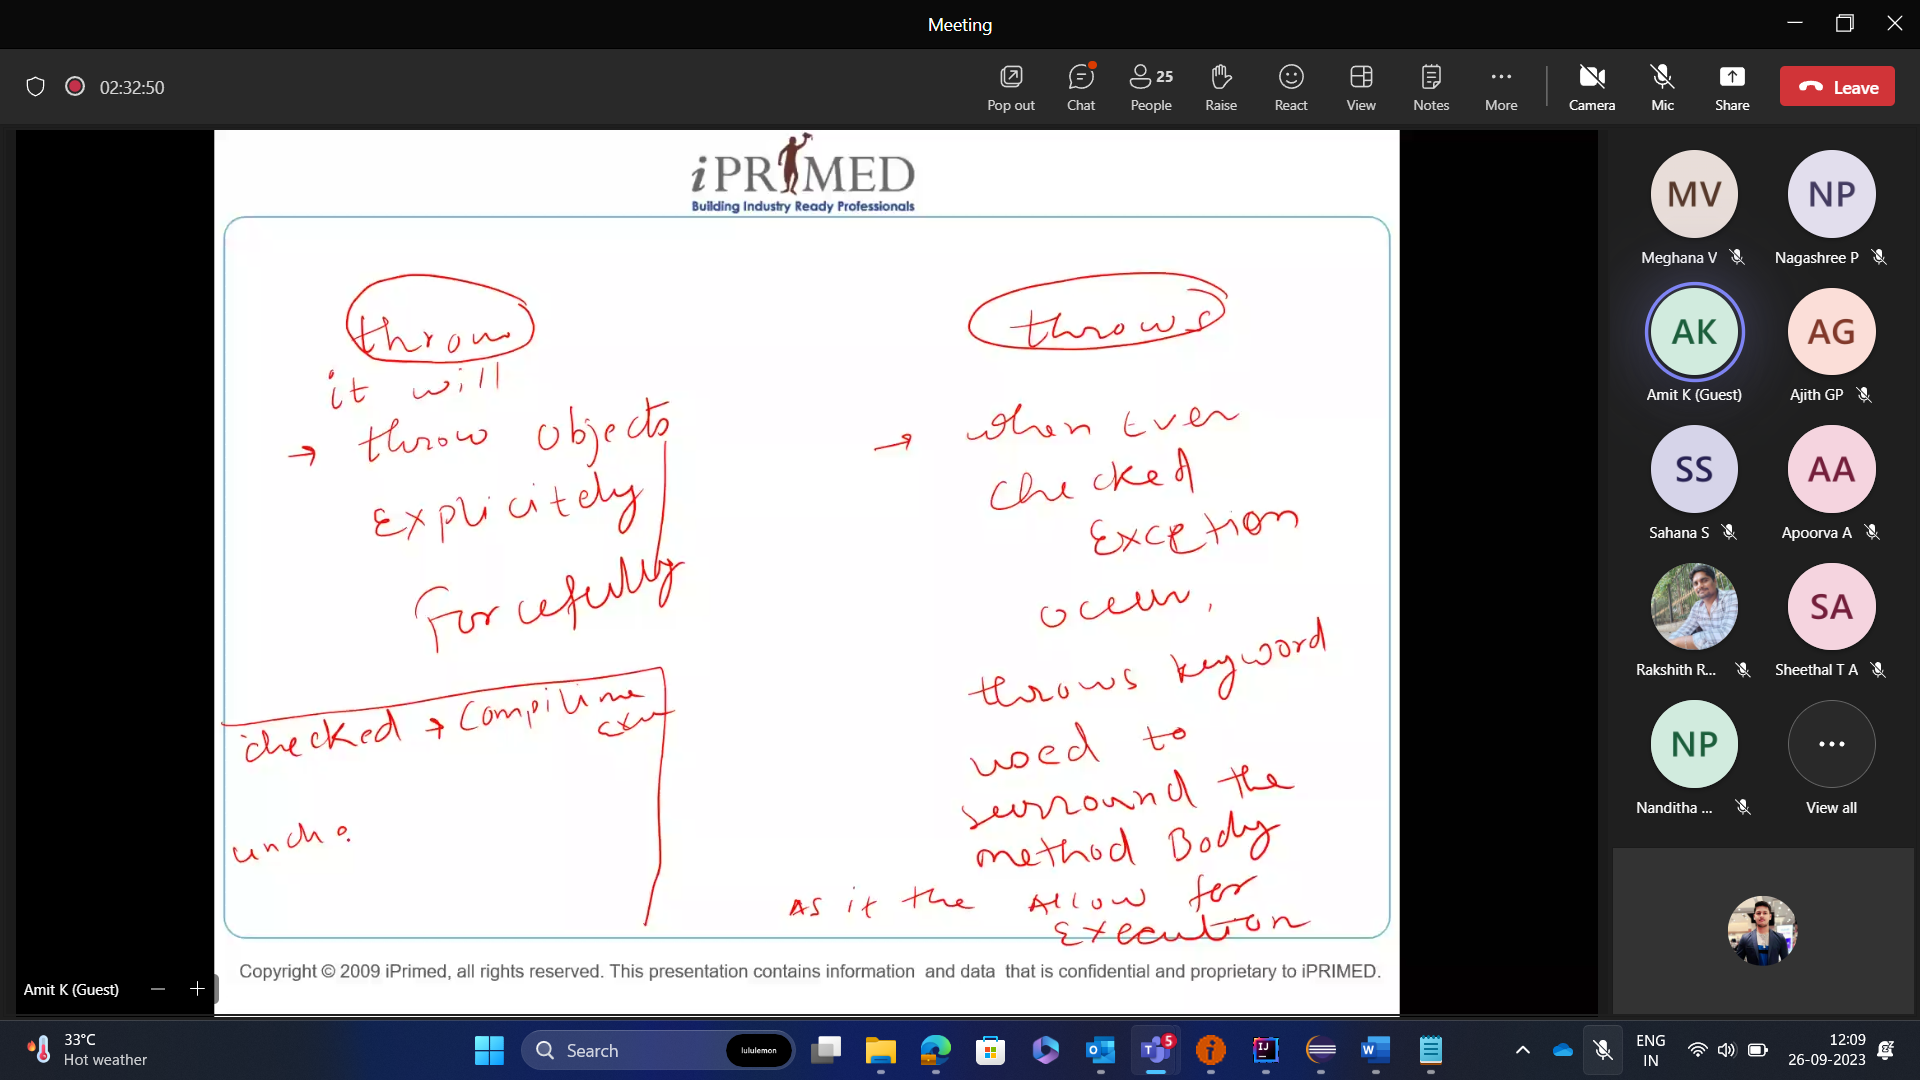 Meeting
02:32:50
Pop out
Chat
25
People
Raise
React
View
Notes
More
Camera
Mic
Share
Leave
iPRIMED
Building Industry Ready Professionals
throw
it will
→ throw objects
Explicitely
Forcefully
checked → Compilime
unch
throws
→ when Ever
checked
Exception
occur,
throws keyword
used to
surround the
method Body
As it the Allow for
Execution
Copyright © 2009 iPrimed, all rights reserved. This presentation contains information and data that is confidential and proprietary to iPRIMED.
Amit K (Guest)
MV
Meghana V
NP
Nagashree P
AK
Amit K (Guest)
AG
Ajith GP
SS
Sahana S
AA
Apoorva A
Rakshith R...
SA
Sheethal T A
NP
Nanditha ...
View all
33°C
Hot weather
Search
lululemon
5
ENG
IN
12:09
26-09-2023